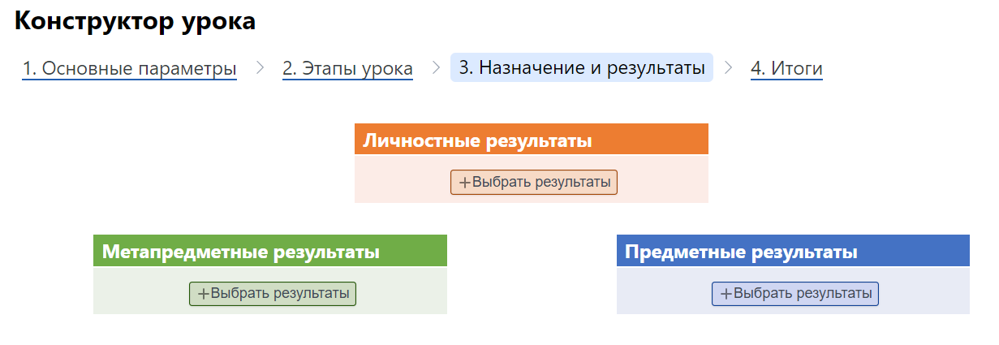 Конструктор урока
1. Основные параметры > 2. Этапы урока > 3. Назначение и результаты > 4. Итоги
Личностные результаты
+Выбрать результаты
Метапредметные результаты
+Выбрать результаты
Предметные результаты
+Выбрать результаты